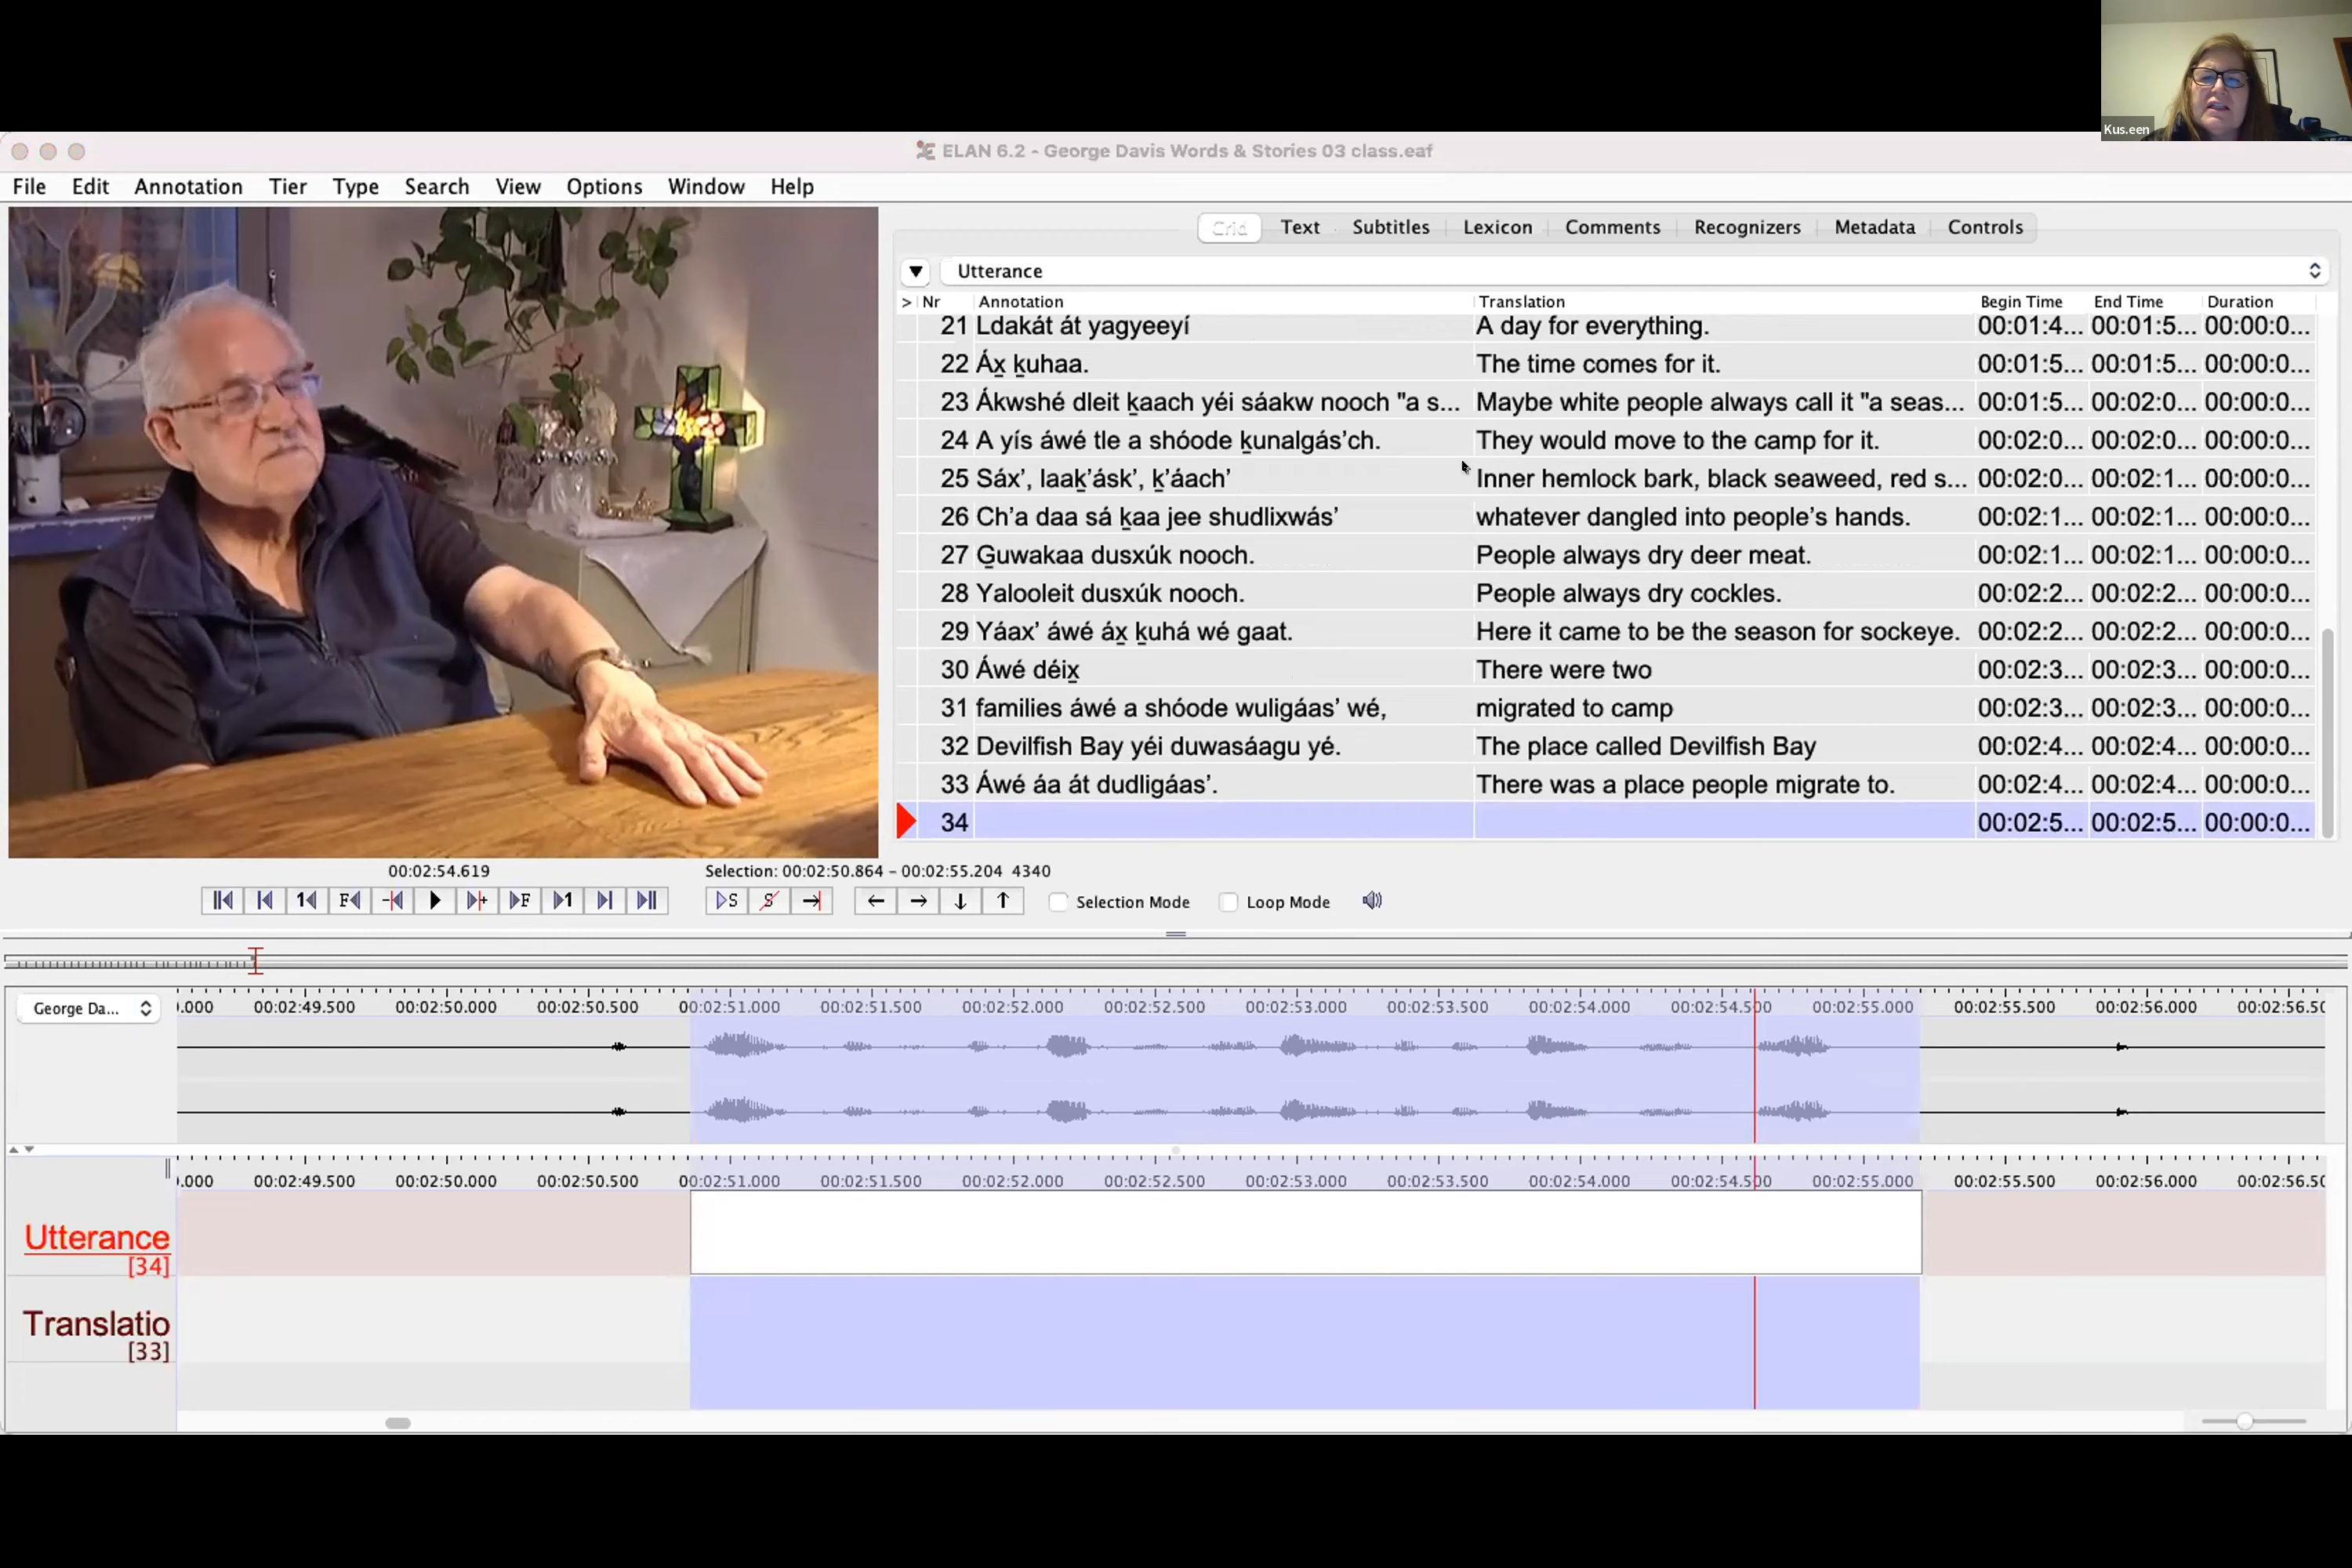 Kus.een
ELAN 6.2 - George Davis Words & Stories 03 class.eaf
File Edit Annotation Tier Type Search View Options Window Help
Grid Text Subtitles Lexicon Comments Recognizers Metadata Controls
Utterance
> Nr Annotation Translation Begin Time End Time Duration
21 Ldakát át yagyeeyí A day for everything. 00:01:4... 00:01:5... 00:00:0...
22 Áx̱ ḵuhaa. The time comes for it. 00:01:5... 00:01:5... 00:00:0...
23 Ákwshé dleit ḵaach yéi sáakw nooch "a s... Maybe white people always call it "a seas... 00:01:5... 00:02:0... 00:00:0...
24 A yís áwé tle a shóode ḵunalgás’ch. They would move to the camp for it. 00:02:0... 00:02:0... 00:00:0...
25 Sáx’, laaḵ’ásk’, ḵ’áach’ Inner hemlock bark, black seaweed, red s... 00:02:0... 00:02:1... 00:00:0...
26 Ch’a daa sá ḵaa jee shudlixwás’ whatever dangled into people’s hands. 00:02:1... 00:02:1... 00:00:0...
27 G̱uwakaa dusxúk nooch. People always dry deer meat. 00:02:1... 00:02:1... 00:00:0...
28 Yalooleit dusxúk nooch. People always dry cockles. 00:02:2... 00:02:2... 00:00:0...
29 Yáax’ áwé áx̱ ḵuhá wé gaat. Here it came to be the season for sockeye. 00:02:2... 00:02:2... 00:00:0...
30 Áwé déix̱ There were two 00:02:3... 00:02:3... 00:00:0...
31 families áwé a shóode wuligáas’ wé, migrated to camp 00:02:3... 00:02:3... 00:00:0...
32 Devilfish Bay yéi duwasáagu yé. The place called Devilfish Bay 00:02:4... 00:02:4... 00:00:0...
33 Áwé áa át dudligáas’. There was a place people migrate to. 00:02:4... 00:02:4... 00:00:0...
34 00:02:5... 00:02:5... 00:00:0...
00:02:54.619 Selection: 00:02:50.864 – 00:02:55.204 4340
Selection Mode Loop Mode
George Da...
).000 00:02:49.500 00:02:50.000 00:02:50.500 00:02:51.000 00:02:51.500 00:02:52.000 00:02:52.500 00:02:53.000 00:02:53.500 00:02:54.000 00:02:54.500 00:02:55.000 00:02:55.500 00:02:56.000 00:02:56.50
).000 00:02:49.500 00:02:50.000 00:02:50.500 00:02:51.000 00:02:51.500 00:02:52.000 00:02:52.500 00:02:53.000 00:02:53.500 00:02:54.000 00:02:54.500 00:02:55.000 00:02:55.500 00:02:56.000 00:02:56.50
Utterance
[34]
Translatio
[33]